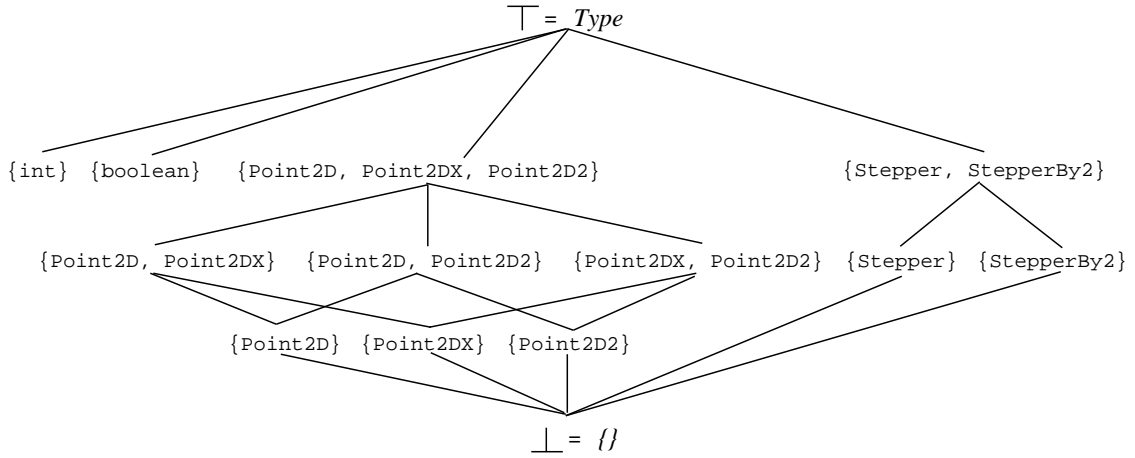 ⊤ = Type
{int} {boolean} {Point2D, Point2DX, Point2D2} {Stepper, StepperBy2}
{Point2D, Point2DX} {Point2D, Point2D2} {Point2DX, Point2D2} {Stepper} {StepperBy2}
{Point2D} {Point2DX} {Point2D2}
⊥ = {}